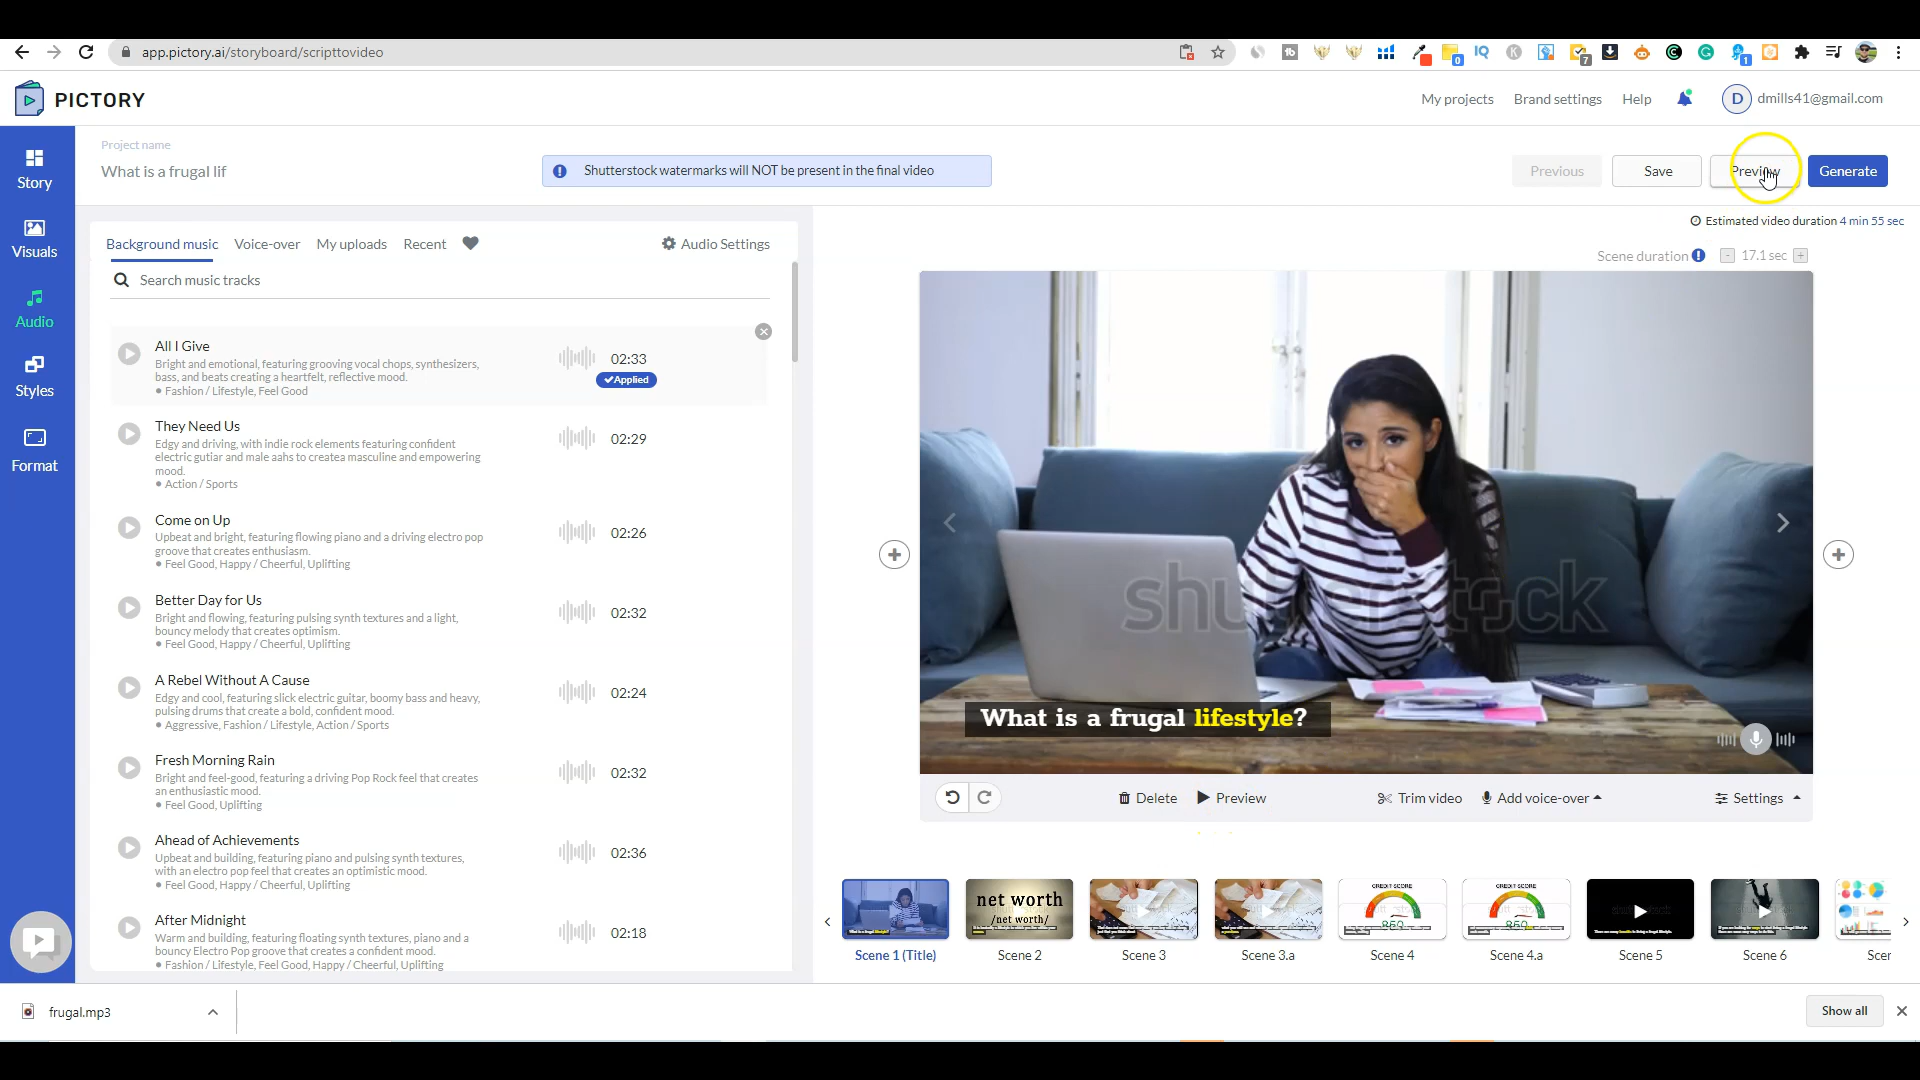 app.pictory.ai/storyboard/scripttovideo
0
7
1
PICTORY
My projects
Brand settings
Help
D
dmills41@gmail.com
Project name
What is a frugal lif
Shutterstock watermarks will NOT be present in the final video
Previous
Save
Preview
Generate
Estimated video duration 4 min 55 sec
Scene duration
17.1 sec
Story
Visuals
Audio
Styles
Format
Background music
Voice-over
My uploads
Recent
Audio Settings
Search music tracks
All I Give
Bright and emotional, featuring grooving vocal chops, synthesizers,
bass, and beats creating a heartfelt, reflective mood.
• Fashion / Lifestyle, Feel Good
02:33
Applied
They Need Us
Edgy and driving, with indie rock elements featuring confident
electric gutiar and male aahs to createa masculine and empowering
mood.
• Action / Sports
02:29
Come on Up
Upbeat and bright, featuring flowing piano and a driving electro pop
groove that creates enthusiasm.
• Feel Good, Happy / Cheerful, Uplifting
02:26
Better Day for Us
Bright and flowing, featuring pulsing synth textures and a light,
bouncy melody that creates optimism.
• Feel Good, Happy / Cheerful, Uplifting
02:32
A Rebel Without A Cause
Edgy and cool, featuring slick electric guitar, boomy bass and heavy,
pulsing drums that create a bold, confident mood.
• Aggressive, Fashion / Lifestyle, Action / Sports
02:24
Fresh Morning Rain
Bright and feel-good, featuring a driving Pop Rock feel that creates
an enthusiastic mood.
• Feel Good, Uplifting
02:32
Ahead of Achievements
Upbeat and building, featuring piano and pulsing synth textures,
with an electro pop feel that creates an optimistic mood.
• Feel Good, Happy / Cheerful, Uplifting
02:36
After Midnight
Warm and building, featuring floating synth textures, piano and a
bouncy Electro Pop groove that creates a confident mood.
• Fashion / Lifestyle, Feel Good, Happy / Cheerful, Uplifting
02:18
shutterstock
What is a frugal lifestyle?
Delete
Preview
Trim video
Add voice-over
Settings
net worth
/net worth/
CREDIT SCORE
850
CREDIT SCORE
850
Scene 1 (Title)
Scene 2
Scene 3
Scene 3.a
Scene 4
Scene 4.a
Scene 5
Scene 6
Scer
frugal.mp3
Show all